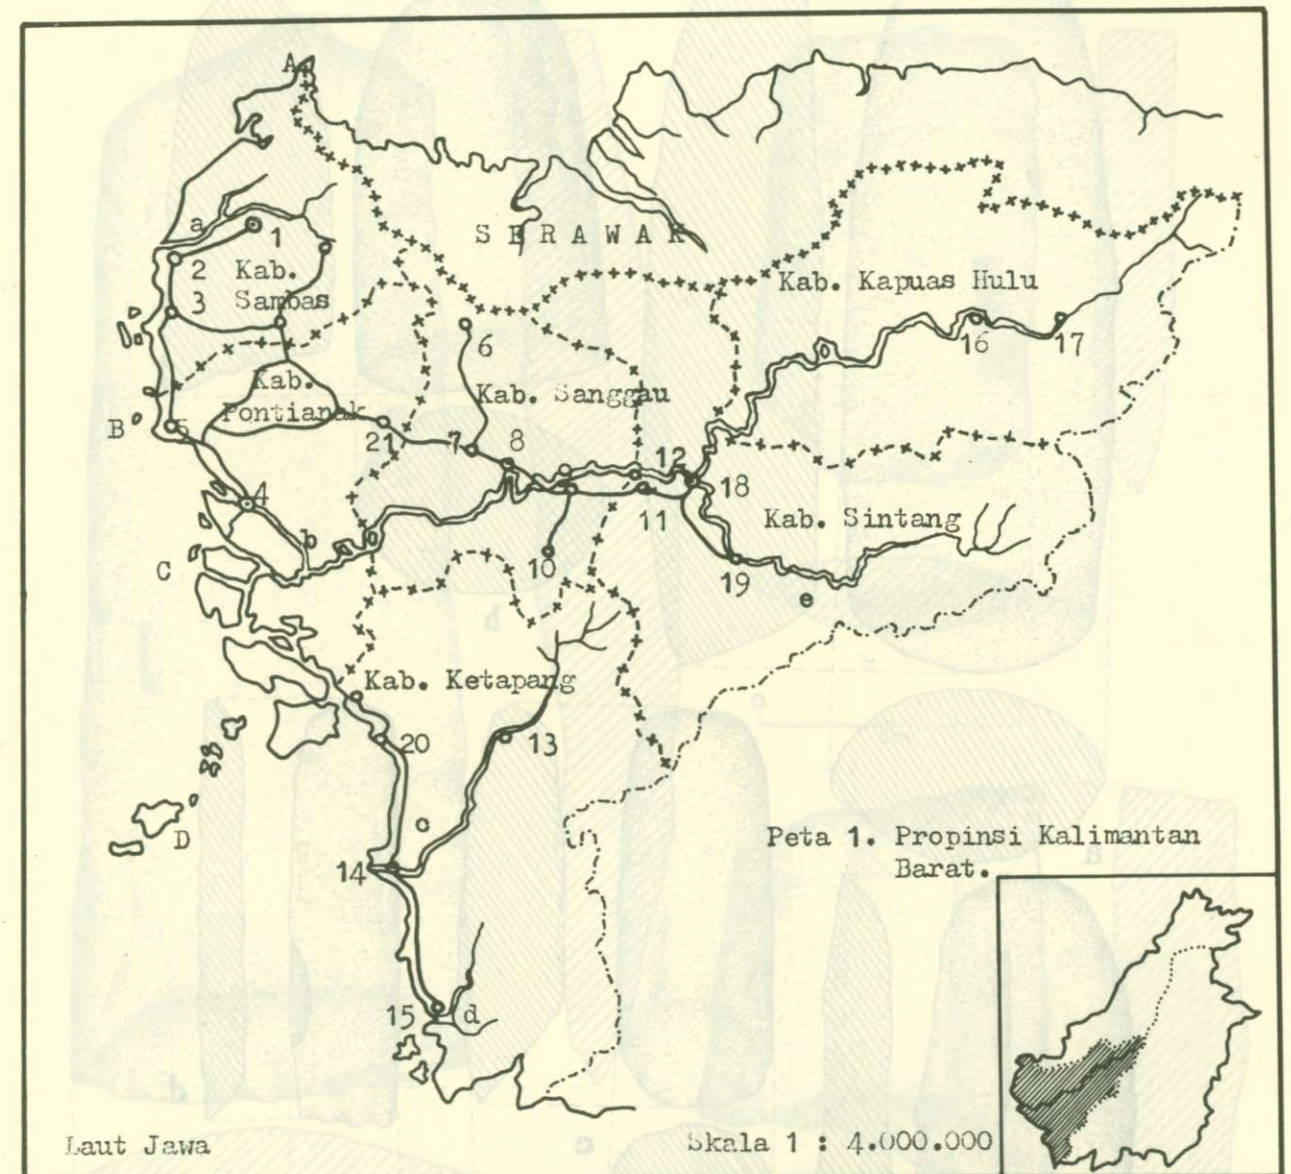 A
SERAWAK
a
1
2
Kab.
Sambas
3
Kab. Kapuas Hulu
6
16
17
Kab.
Pontianak
Kab. Sanggau
B
5
21
7
8
12
18
4
11
Kab. Sintang
b
C
10
19
e
Kab. Ketapang
20
13
c
D
14
Peta 1. Propinsi Kalimantan
Barat.
15
d
Laut Jawa
Skala 1 : 4.000.000